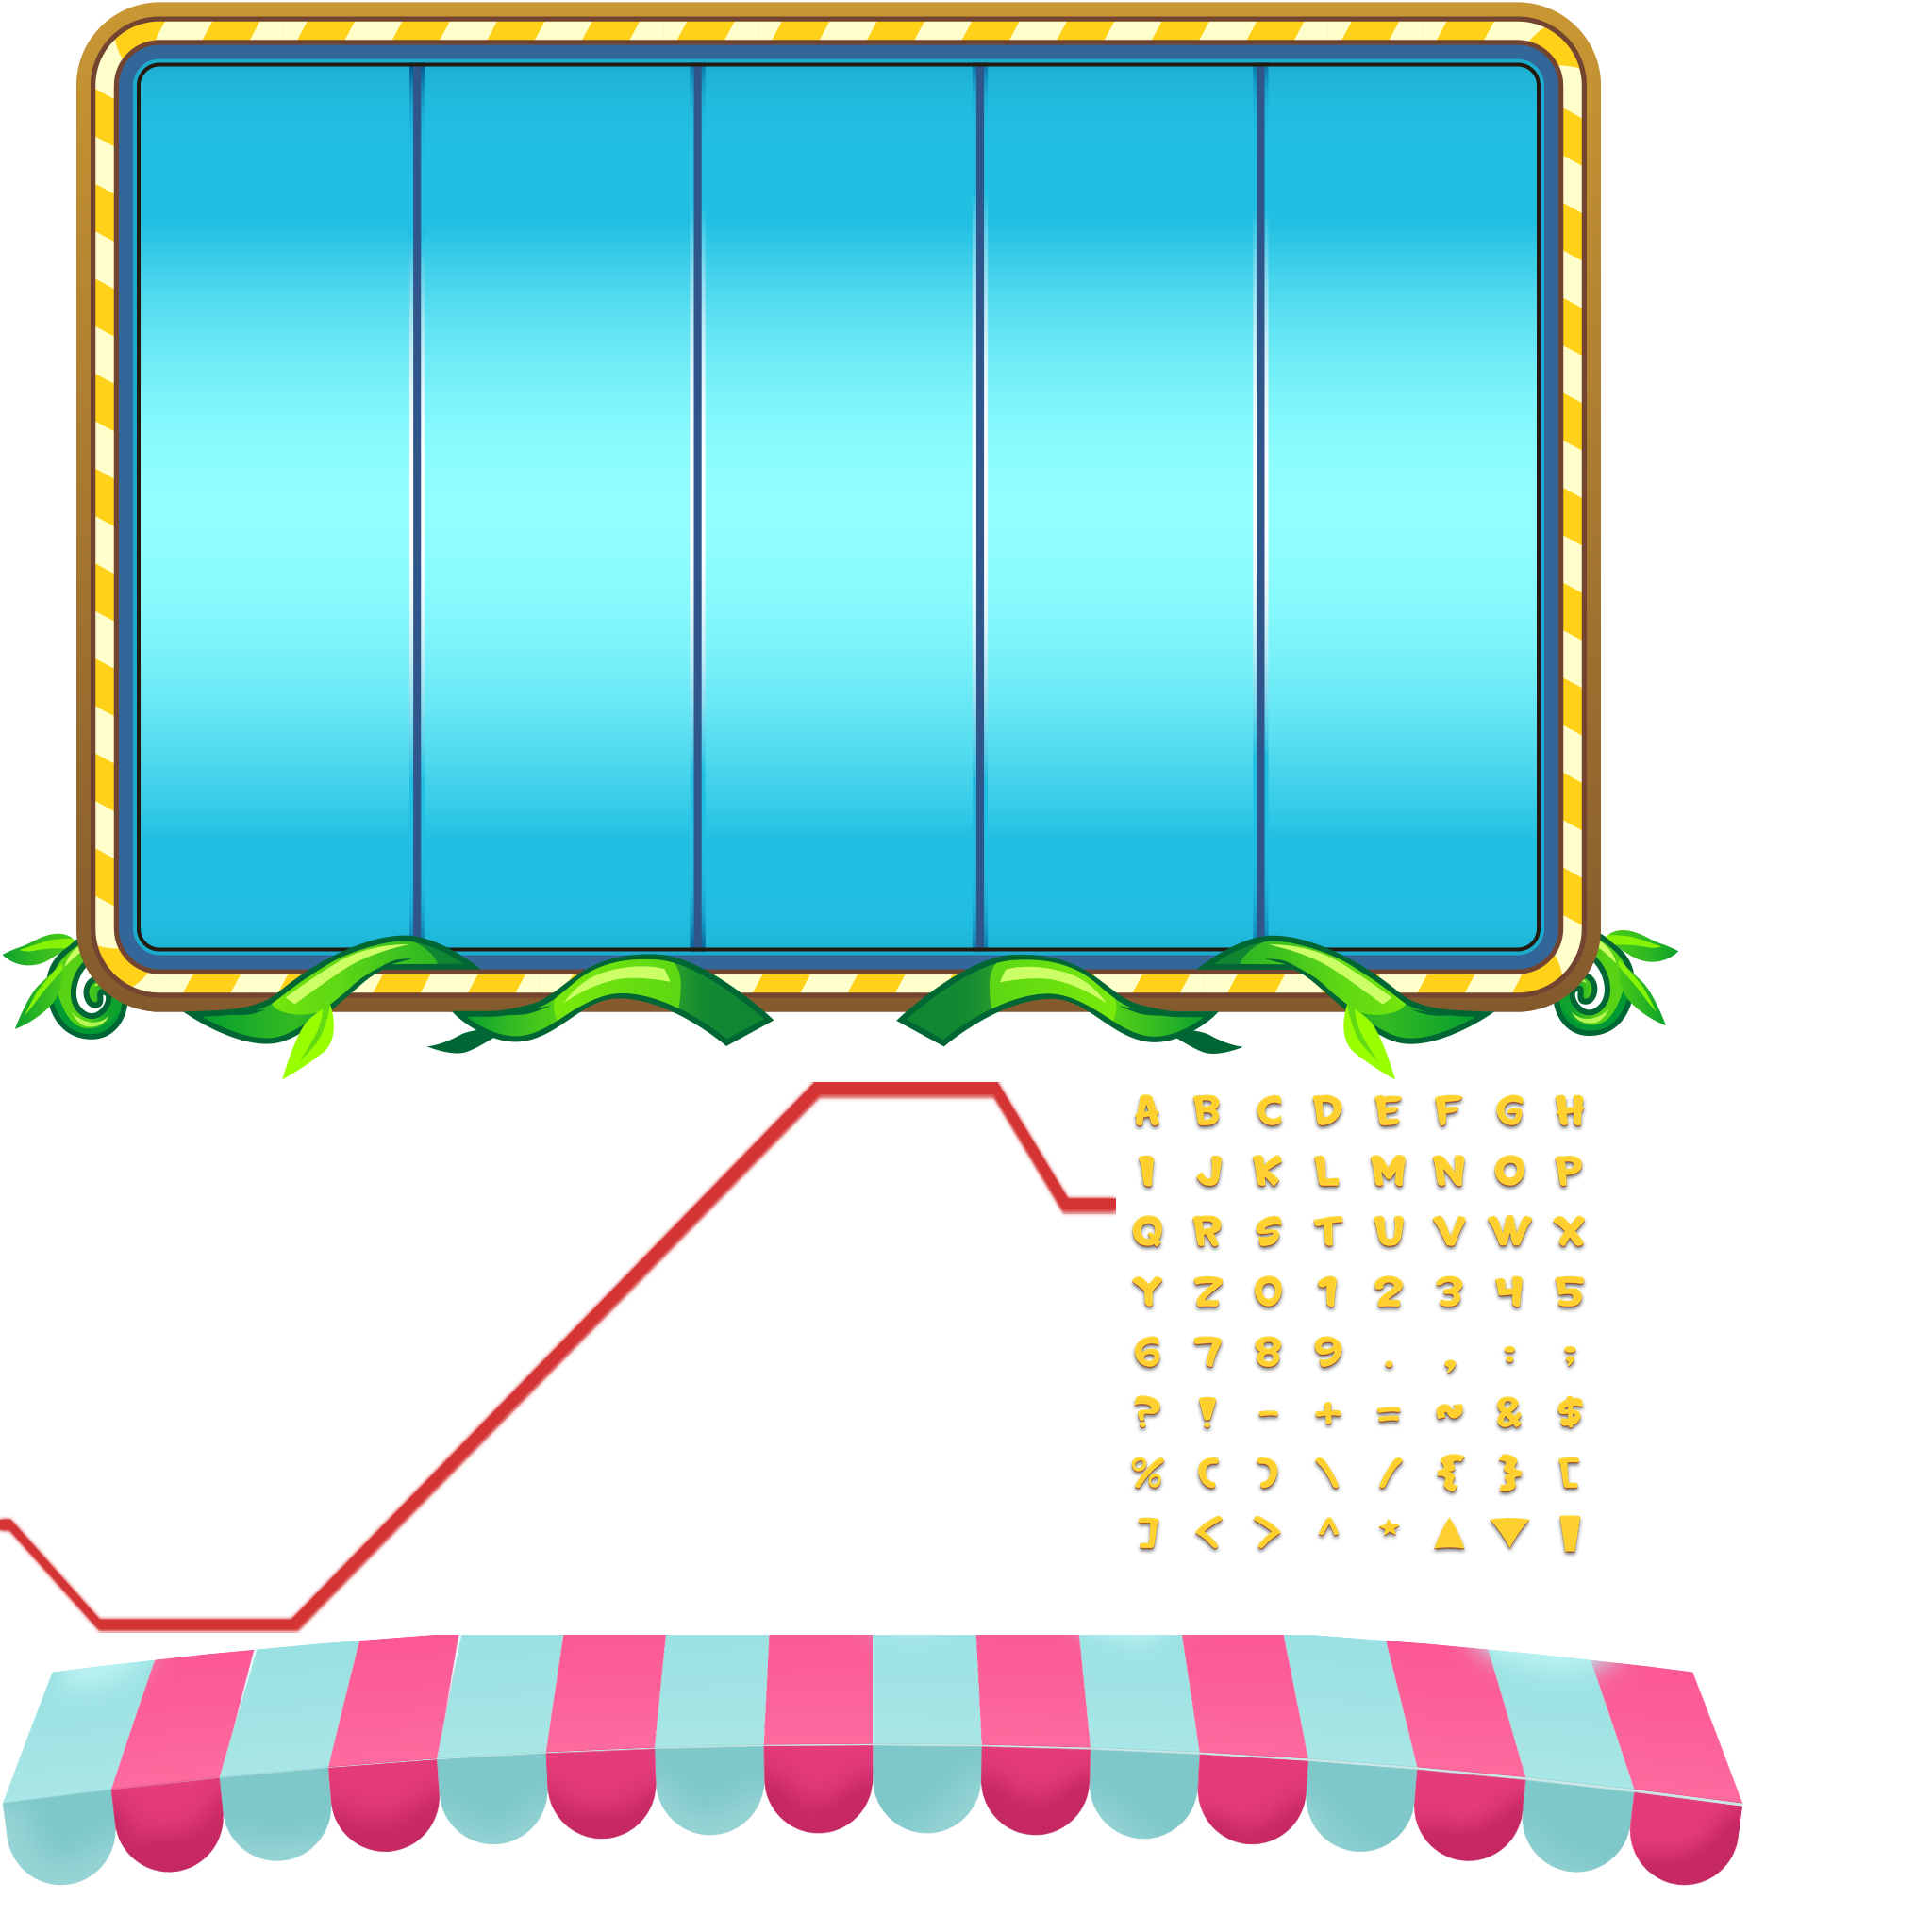 A B C D E F G H
I J K L M N O P
Q R S T U V W X
Y Z 0 1 2 3 4 5
6 7 8 9 . , : ;
? ! - + = ~ & $
% ( ) \ / { } [
] < > ^ * ▲ ▼ |